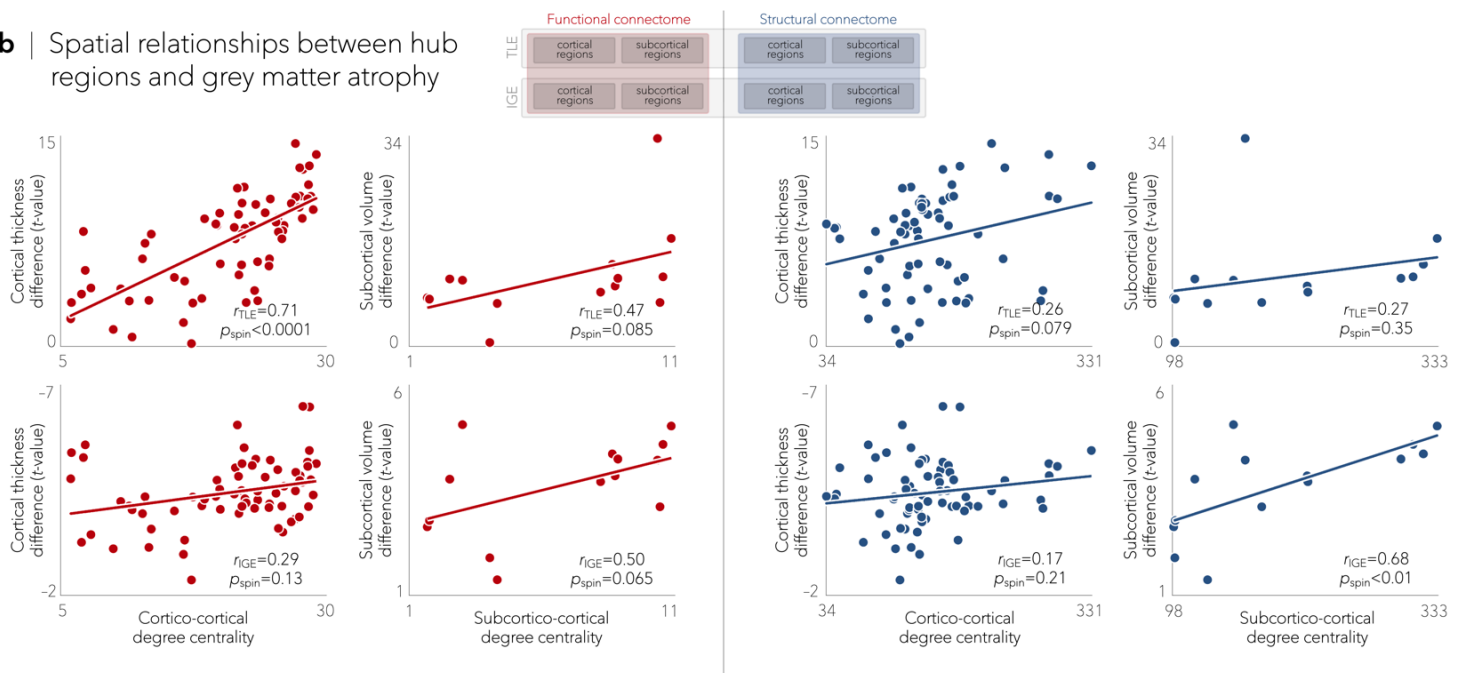 b | Spatial relationships between hub
regions and grey matter atrophy
Functional connectome
Structural connectome
TLE
cortical
regions
subcortical
regions
cortical
regions
subcortical
regions
IGE
cortical
regions
subcortical
regions
cortical
regions
subcortical
regions
Cortical thickness
difference (t-value)
15
0
5
30
rTLE=0.71
pspin<0.0001
Subcortical volume
difference (t-value)
34
0
1
11
rTLE=0.47
pspin=0.085
Cortical thickness
difference (t-value)
15
0
34
331
rTLE=0.26
pspin=0.079
Subcortical volume
difference (t-value)
34
0
98
333
rTLE=0.27
pspin=0.35
Cortical thickness
difference (t-value)
–7
–2
5
30
rIGE=0.29
pspin=0.13
Cortico-cortical
degree centrality
Subcortical volume
difference (t-value)
6
1
1
11
rIGE=0.50
pspin=0.065
Subcortico-cortical
degree centrality
Cortical thickness
difference (t-value)
–7
–2
34
331
rIGE=0.17
pspin=0.21
Cortico-cortical
degree centrality
Subcortical volume
difference (t-value)
6
1
98
333
rIGE=0.68
pspin<0.01
Subcortico-cortical
degree centrality